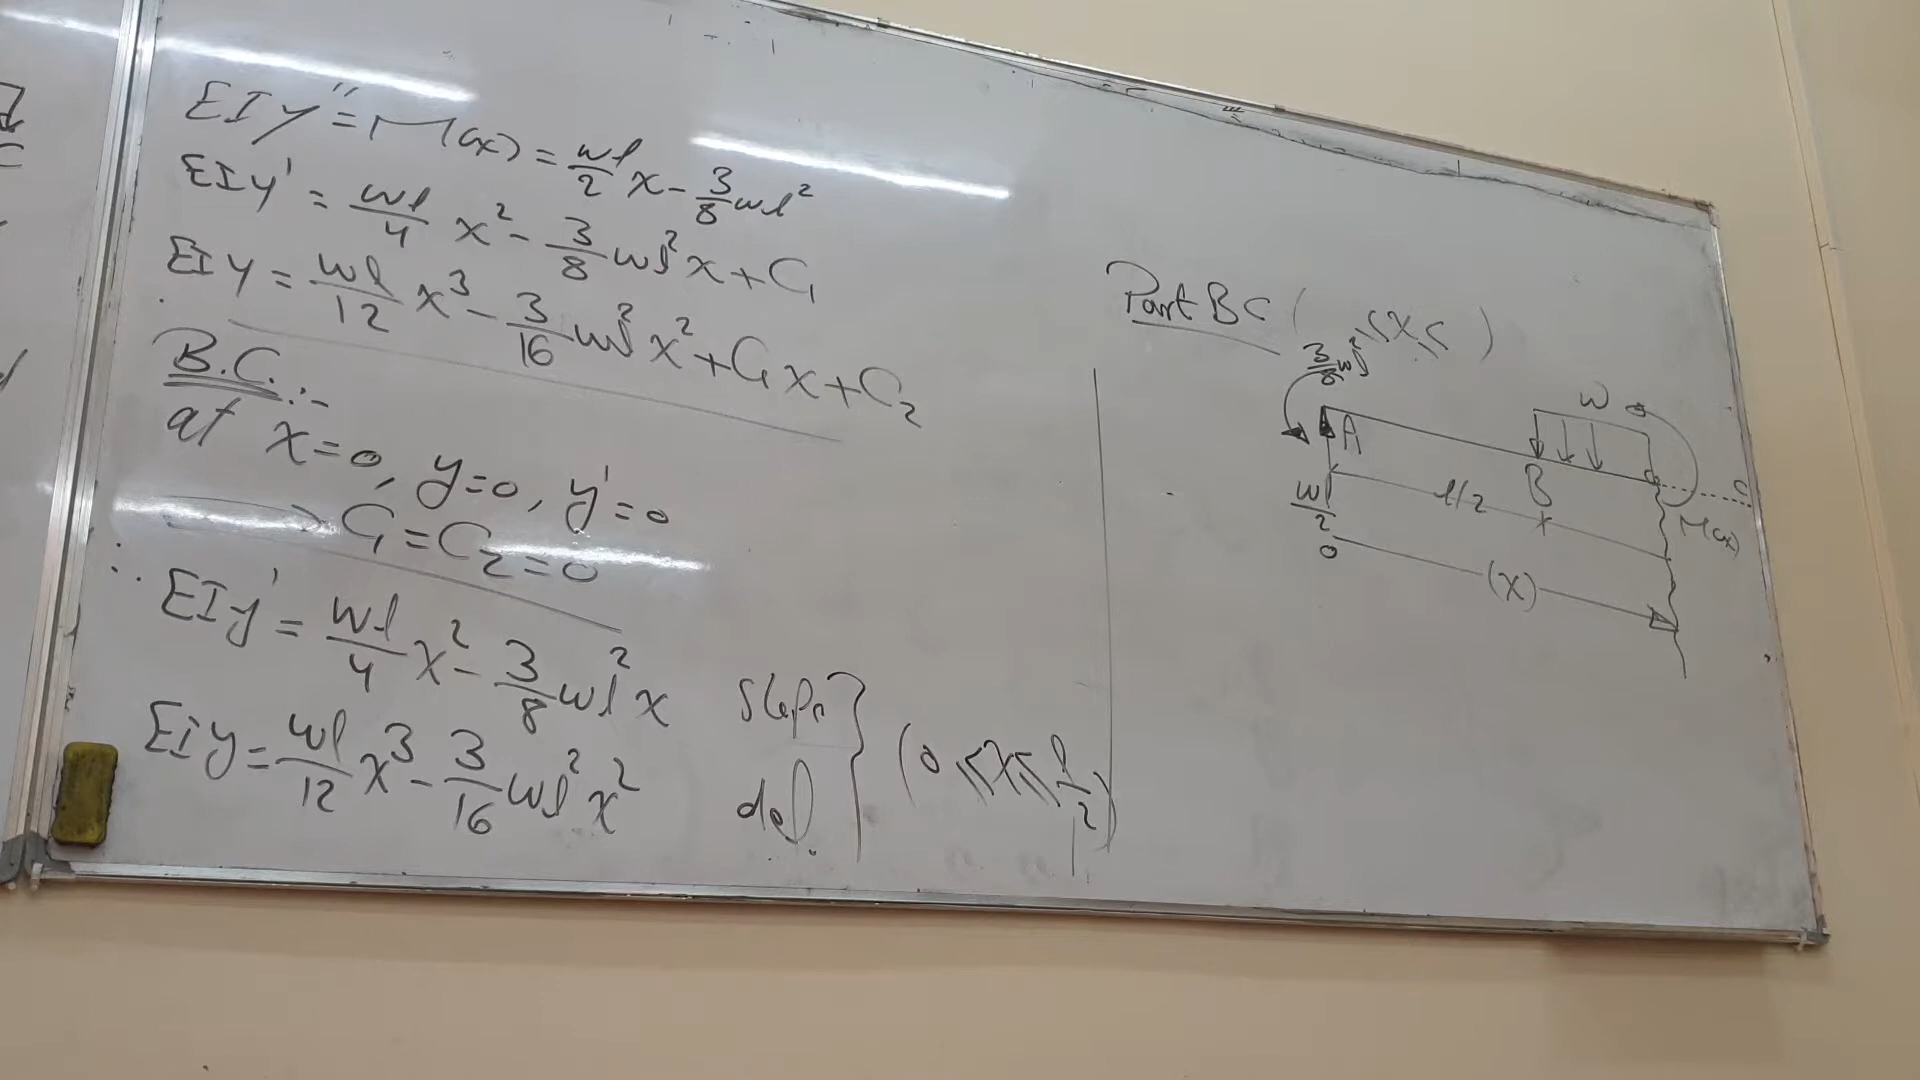 EIy'' = M(x) = wl/2 x - 3/8 wl²
EIy' = wl/4 x² - 3/8 wl² x + C₁
EIy = wl/12 x³ - 3/16 wl² x² + C₁x + C₂
B.C.:-
at x=0, y=0, y'=0
→ C₁ = C₂ = 0
∴ EIy' = wl/4 x² - 3/8 wl² x slope
EIy = wl/12 x³ - 3/16 wl² x² def. } (0 ≤ x ≤ l/2)
Part BC ( ≤ x ≤ )
3/8 wl²
w
A
B
C
l/2
wl/2
M(x)
0
(x)